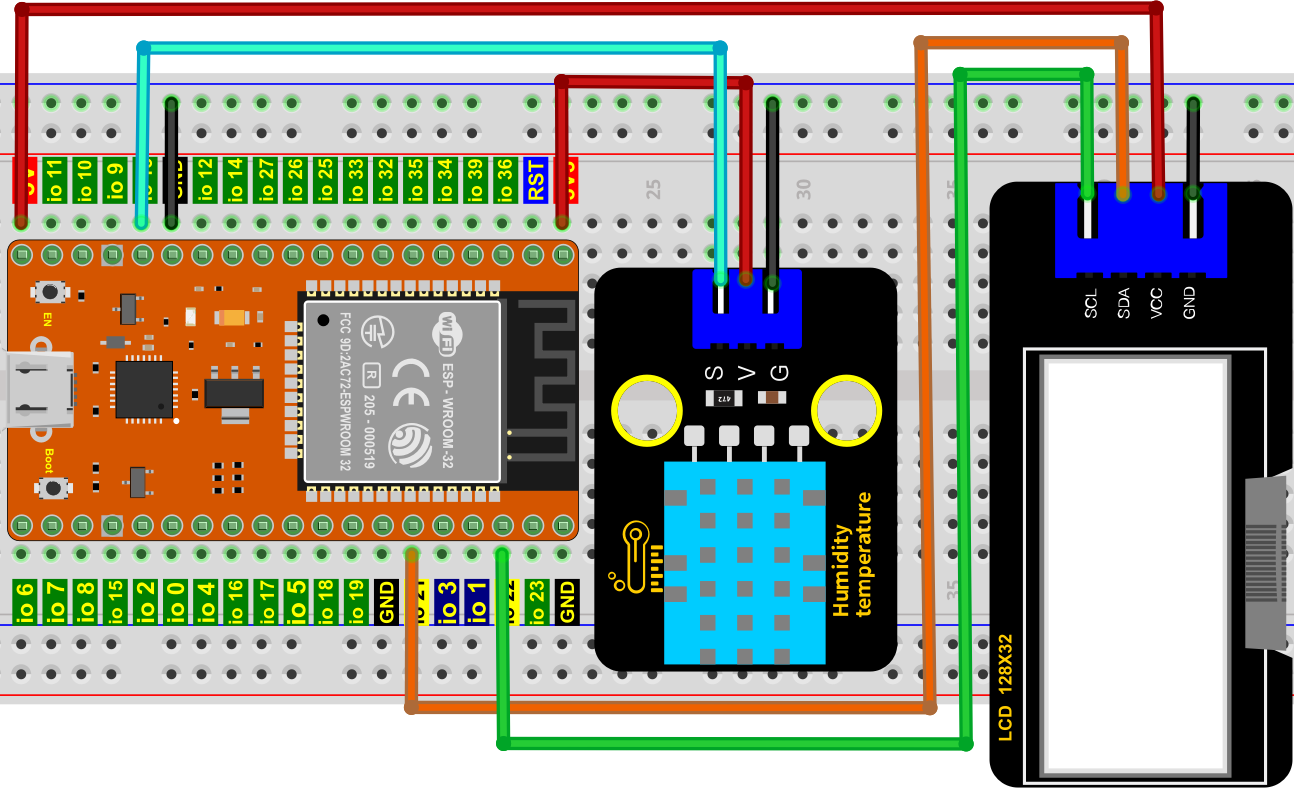 io 11
io 10
io 9
GND
io 12
io 14
io 27
io 26
io 25
io 33
io 32
io 35
io 34
io 39
io 36
RST
25
30
35
EN
Boot
FCC 9D:2AC72-ESPWROOM 32
R
205 - 000519
WiFi
CE
ESP - WROOM -32
S
V
G
472
Humidity
temperature
SCL
SDA
VCC
GND
LCD 128X32
io 6
io 7
io 8
io 15
io 2
io 0
io 4
io 16
io 17
io 5
io 18
io 19
GND
io 21
io 3
io 1
io 22
io 23
GND
35